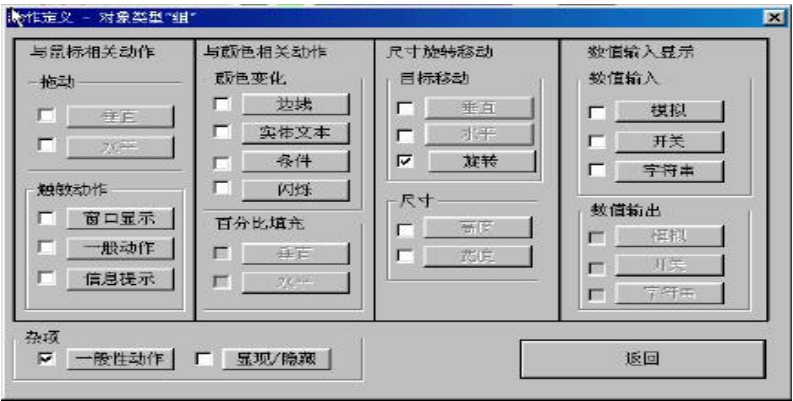 动作定义 - 对象类型"组"
与鼠标相关动作
拖动
垂直
水平
触敏动作
窗口显示
一般动作
信息提示
与颜色相关动作
颜色变化
边线
实体文本
条件
闪烁
百分比填充
垂直
水平
尺寸旋转移动
目标移动
垂直
水平
旋转
尺寸
高度
宽度
数值输入显示
数值输入
模拟
开关
字符串
数值输出
模拟
开关
字符串
杂项
一般性动作
显现/隐藏
返回